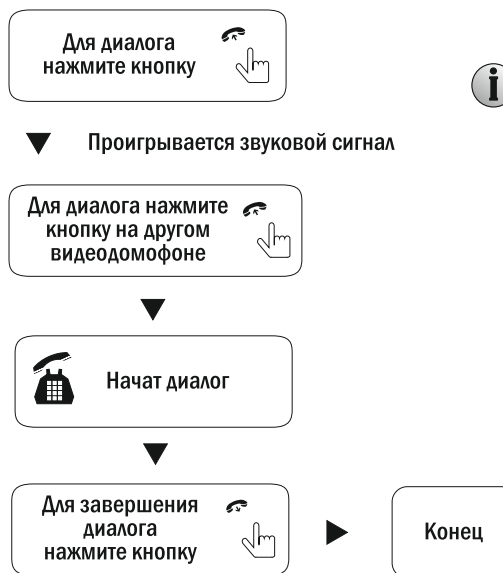 Для диалога
нажмите кнопку
i
Проигрывается звуковой сигнал
Для диалога нажмите
кнопку на другом
видеодомофоне
Начат диалог
Для завершения
диалога
нажмите кнопку
Конец